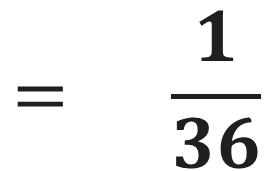 = 1/36